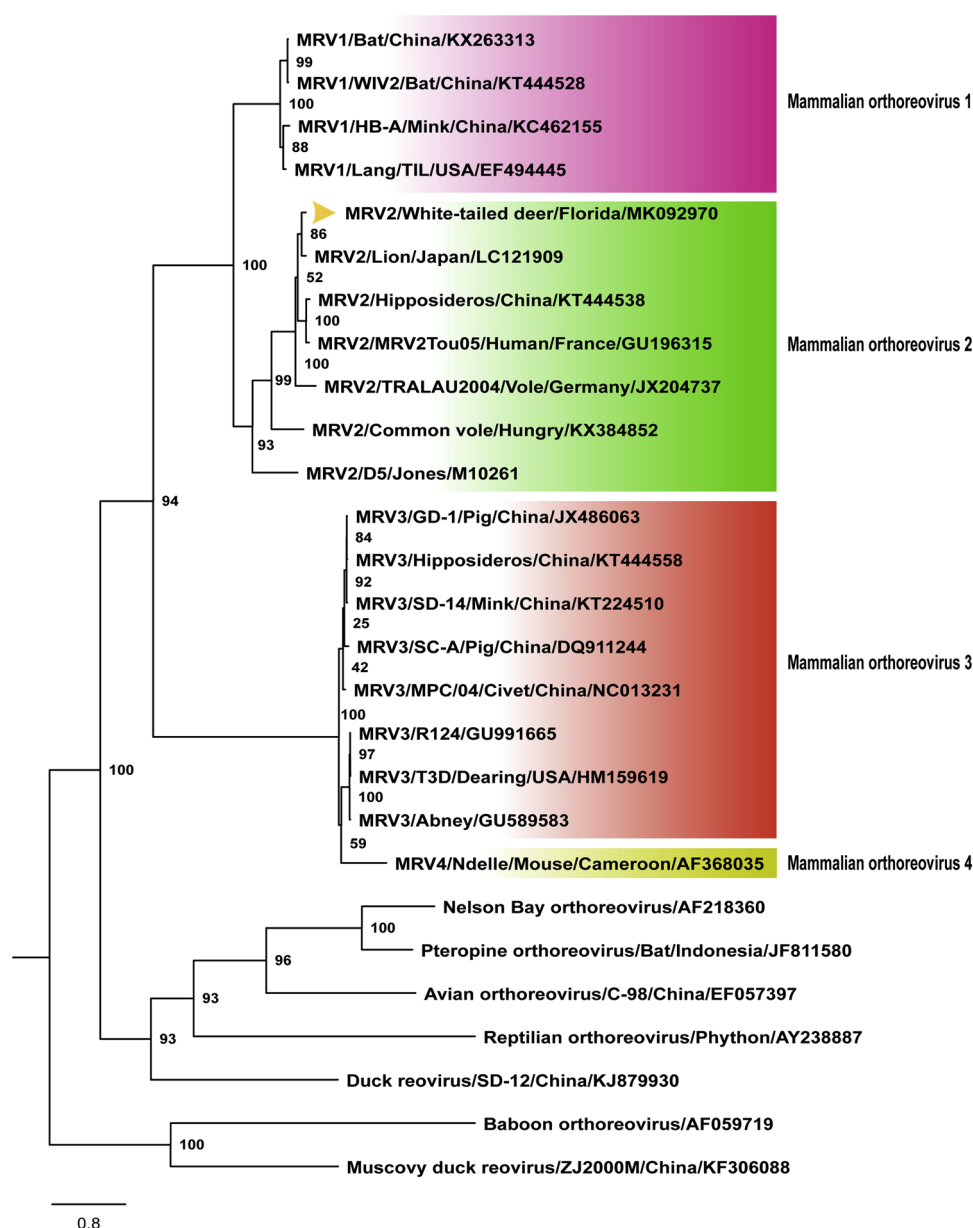 MRV1/Bat/China/KX263313
99
MRV1/WIV2/Bat/China/KT444528
100
Mammalian orthoreovirus 1
MRV1/HB-A/Mink/China/KC462155
88
MRV1/Lang/TIL/USA/EF494445
MRV2/White-tailed deer/Florida/MK092970
86
MRV2/Lion/Japan/LC121909
100
52
MRV2/Hipposideros/China/KT444538
100
MRV2/MRV2Tou05/Human/France/GU196315
Mammalian orthoreovirus 2
100
99
MRV2/TRALAU2004/Vole/Germany/JX204737
MRV2/Common vole/Hungry/KX384852
93
MRV2/D5/Jones/M10261
94
MRV3/GD-1/Pig/China/JX486063
84
MRV3/Hipposideros/China/KT444558
92
MRV3/SD-14/Mink/China/KT224510
25
MRV3/SC-A/Pig/China/DQ911244
Mammalian orthoreovirus 3
42
MRV3/MPC/04/Civet/China/NC013231
100
MRV3/R124/GU991665
97
100
MRV3/T3D/Dearing/USA/HM159619
100
MRV3/Abney/GU589583
59
MRV4/Ndelle/Mouse/Cameroon/AF368035
Mammalian orthoreovirus 4
Nelson Bay orthoreovirus/AF218360
100
Pteropine orthoreovirus/Bat/Indonesia/JF811580
96
Avian orthoreovirus/C-98/China/EF057397
93
Reptilian orthoreovirus/Phython/AY238887
93
Duck reovirus/SD-12/China/KJ879930
Baboon orthoreovirus/AF059719
100
Muscovy duck reovirus/ZJ2000M/China/KF306088
0.8